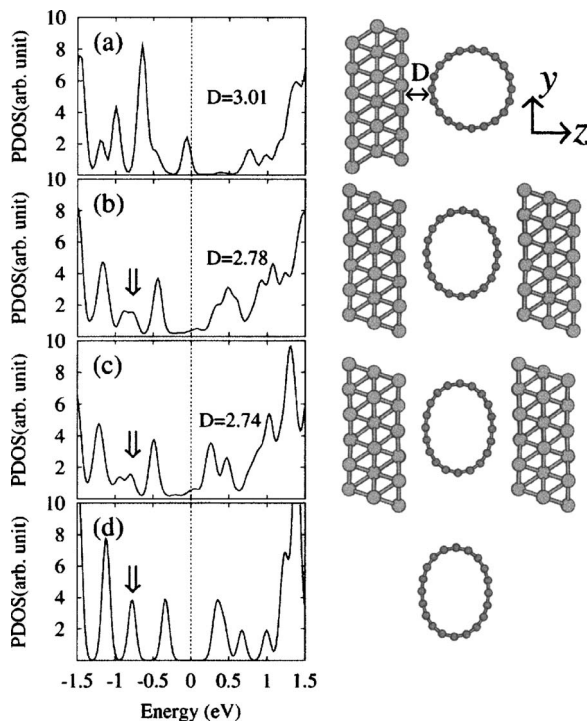 10
8
6
4
2
PDOS(arb. unit)
(a)
D=3.01
D
y
z
10
8
6
4
2
PDOS(arb. unit)
(b)
⇓
D=2.78
10
8
6
4
2
PDOS(arb. unit)
(c)
⇓
D=2.74
10
8
6
4
2
PDOS(arb. unit)
(d)
⇓
-1.5 -1 -0.5 0 0.5 1 1.5
Energy (eV)